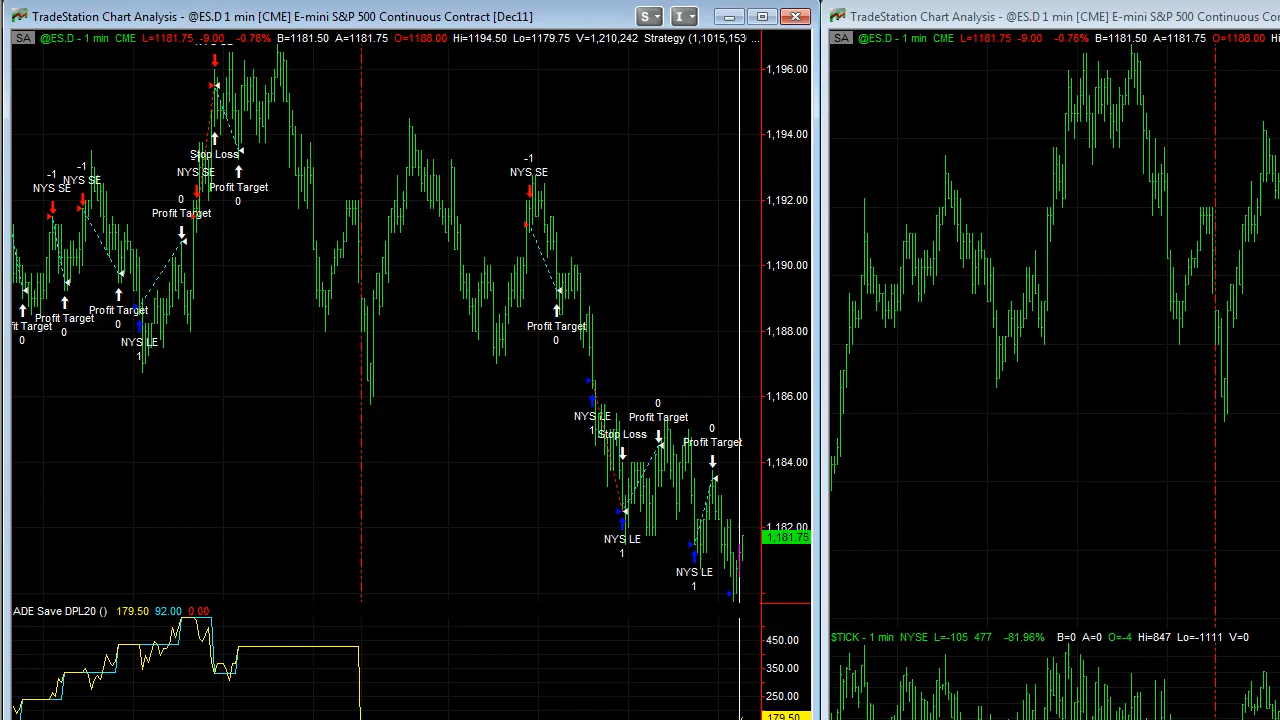 TradeStation Chart Analysis - @ES.D 1 min [CME] E-mini S&P 500 Continuous Contract [Dec11]
S
I
SA @ES.D - 1 min CME L=1181.75 -9.00 -0.76% B=1181.50 A=1181.75 O=1188.00 Hi=1194.50 Lo=1179.75 V=1,210,242 Strategy (1,1015,153 ...
1,196.00
1,194.00
1,192.00
1,190.00
1,188.00
1,186.00
1,184.00
1,182.00
1,181.75
-1
NYS SE
-1
NYS SE
Profit Target
0
Profit Target
0
Profit Target
0
NYS LE
1
0
Profit Target
NYS SE
Stop Loss
Profit Target
0
-1
NYS SE
Profit Target
0
NYS LE
1
Stop Loss
NYS LE
1
0
Profit Target
0
Profit Target
NYS LE
1
ADE Sava DPL20 () 179.50 92.00 0.00
450.00
350.00
250.00
179.50
TradeStation Chart Analysis - @ES.D 1 min [CME] E-mini S&P 500 Continuous Co
SA @ES.D - 1 min CME L=1181.75 -9.00 -0.76% B=1181.50 A=1181.75 O=1188.00 Hi
$TICK - 1 min NYSE L=-105 477 -81.96% B=0 A=0 O=-4 Hi=847 Lo=-1111 V=0